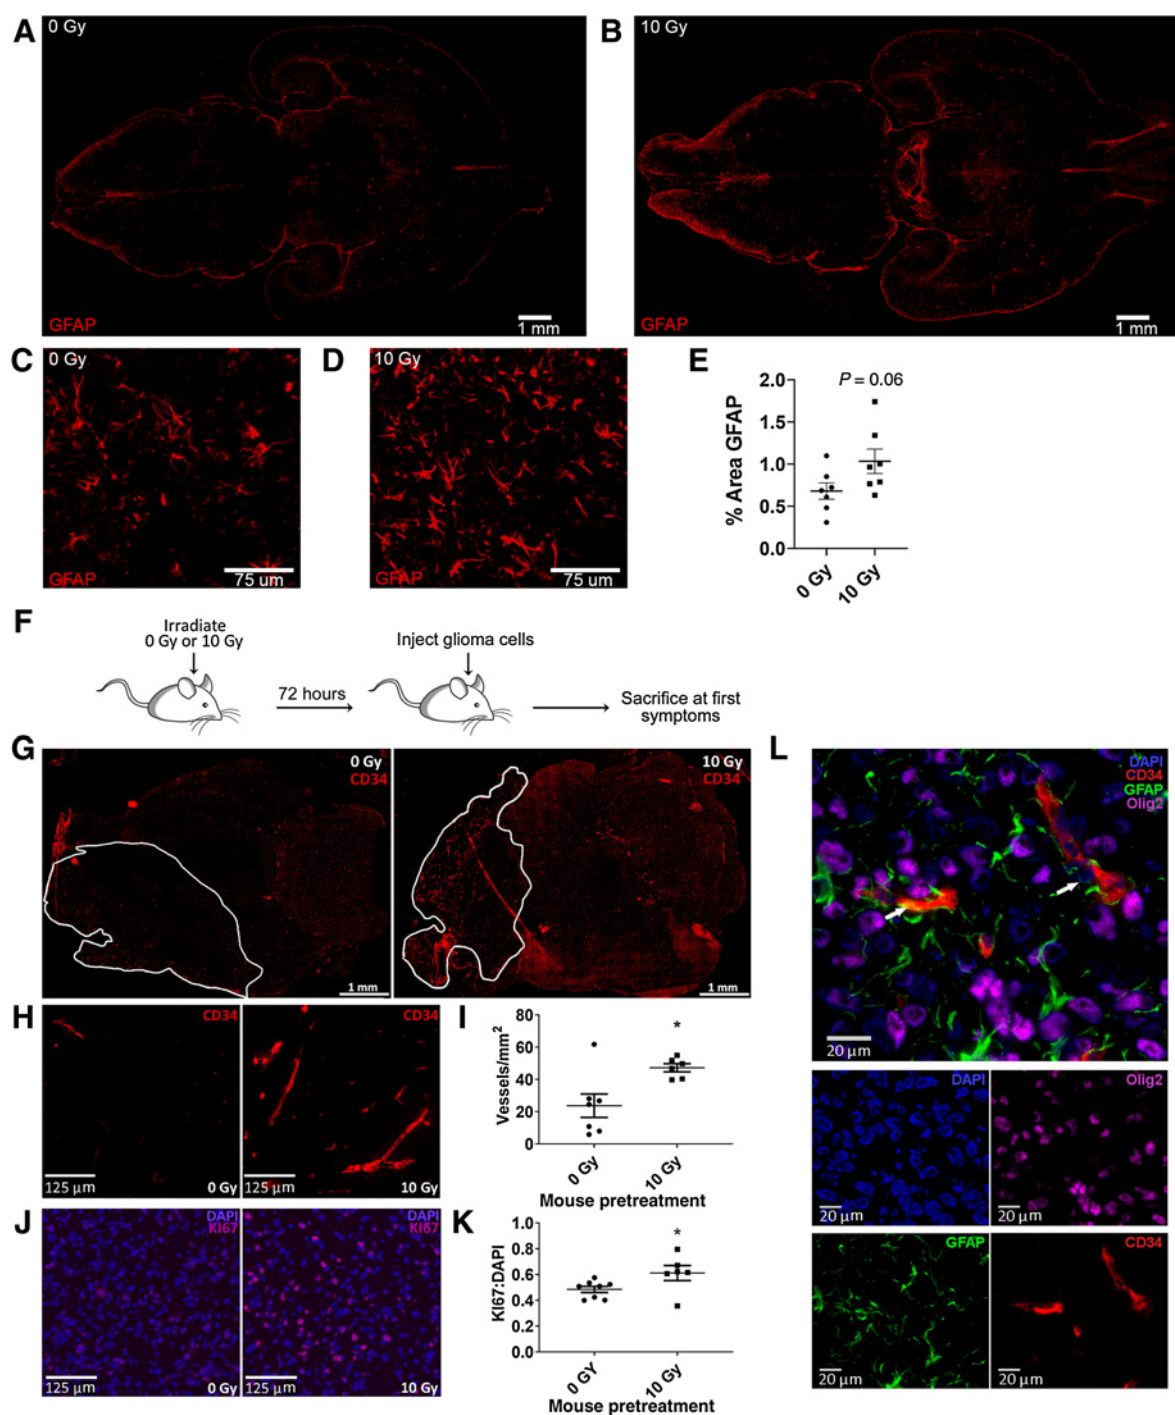 A
0 Gy
GFAP
1 mm
B
10 Gy
GFAP
1 mm
C
0 Gy
GFAP
75 um
D
10 Gy
GFAP
75 um
E
P = 0.06
% Area GFAP
2.0
1.5
1.0
0.5
0.0
0 Gy
10 Gy
F
Irradiate
0 Gy or 10 Gy
72 hours
Inject glioma cells
Sacrifice at first
symptoms
G
0 Gy
CD34
1 mm
10 Gy
CD34
1 mm
H
CD34
125 µm
0 Gy
CD34
125 µm
10 Gy
I
Vessels/mm²
80
60
40
20
0
*
0 Gy
10 Gy
Mouse pretreatment
J
DAPI
KI67
125 µm
0 Gy
DAPI
KI67
125 µm
10 Gy
K
KI67:DAPI
1.0
0.8
0.6
0.4
0.2
0.0
*
0 GY
10 Gy
Mouse pretreatment
L
DAPI
CD34
GFAP
Olig2
20 µm
DAPI
20 µm
Olig2
20 µm
GFAP
20 µm
CD34
20 µm